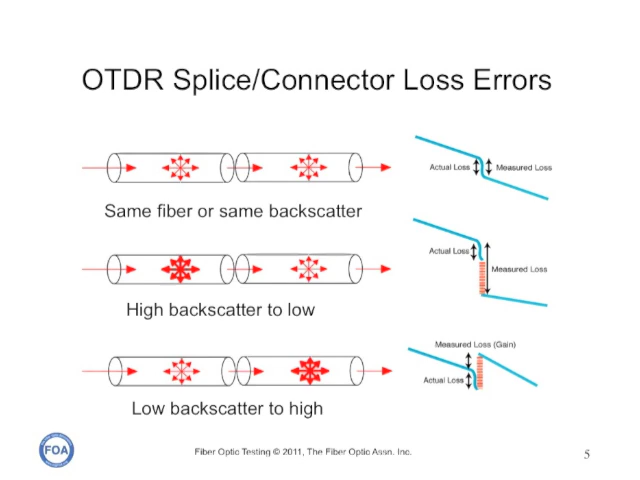 OTDR Splice/Connector Loss Errors
Actual Loss
Measured Loss
Same fiber or same backscatter
Actual Loss
Measured Loss
High backscatter to low
Measured Loss (Gain)
Actual Loss
Low backscatter to high
FOA
Fiber Optic Testing © 2011, The Fiber Optic Assn. Inc.
5